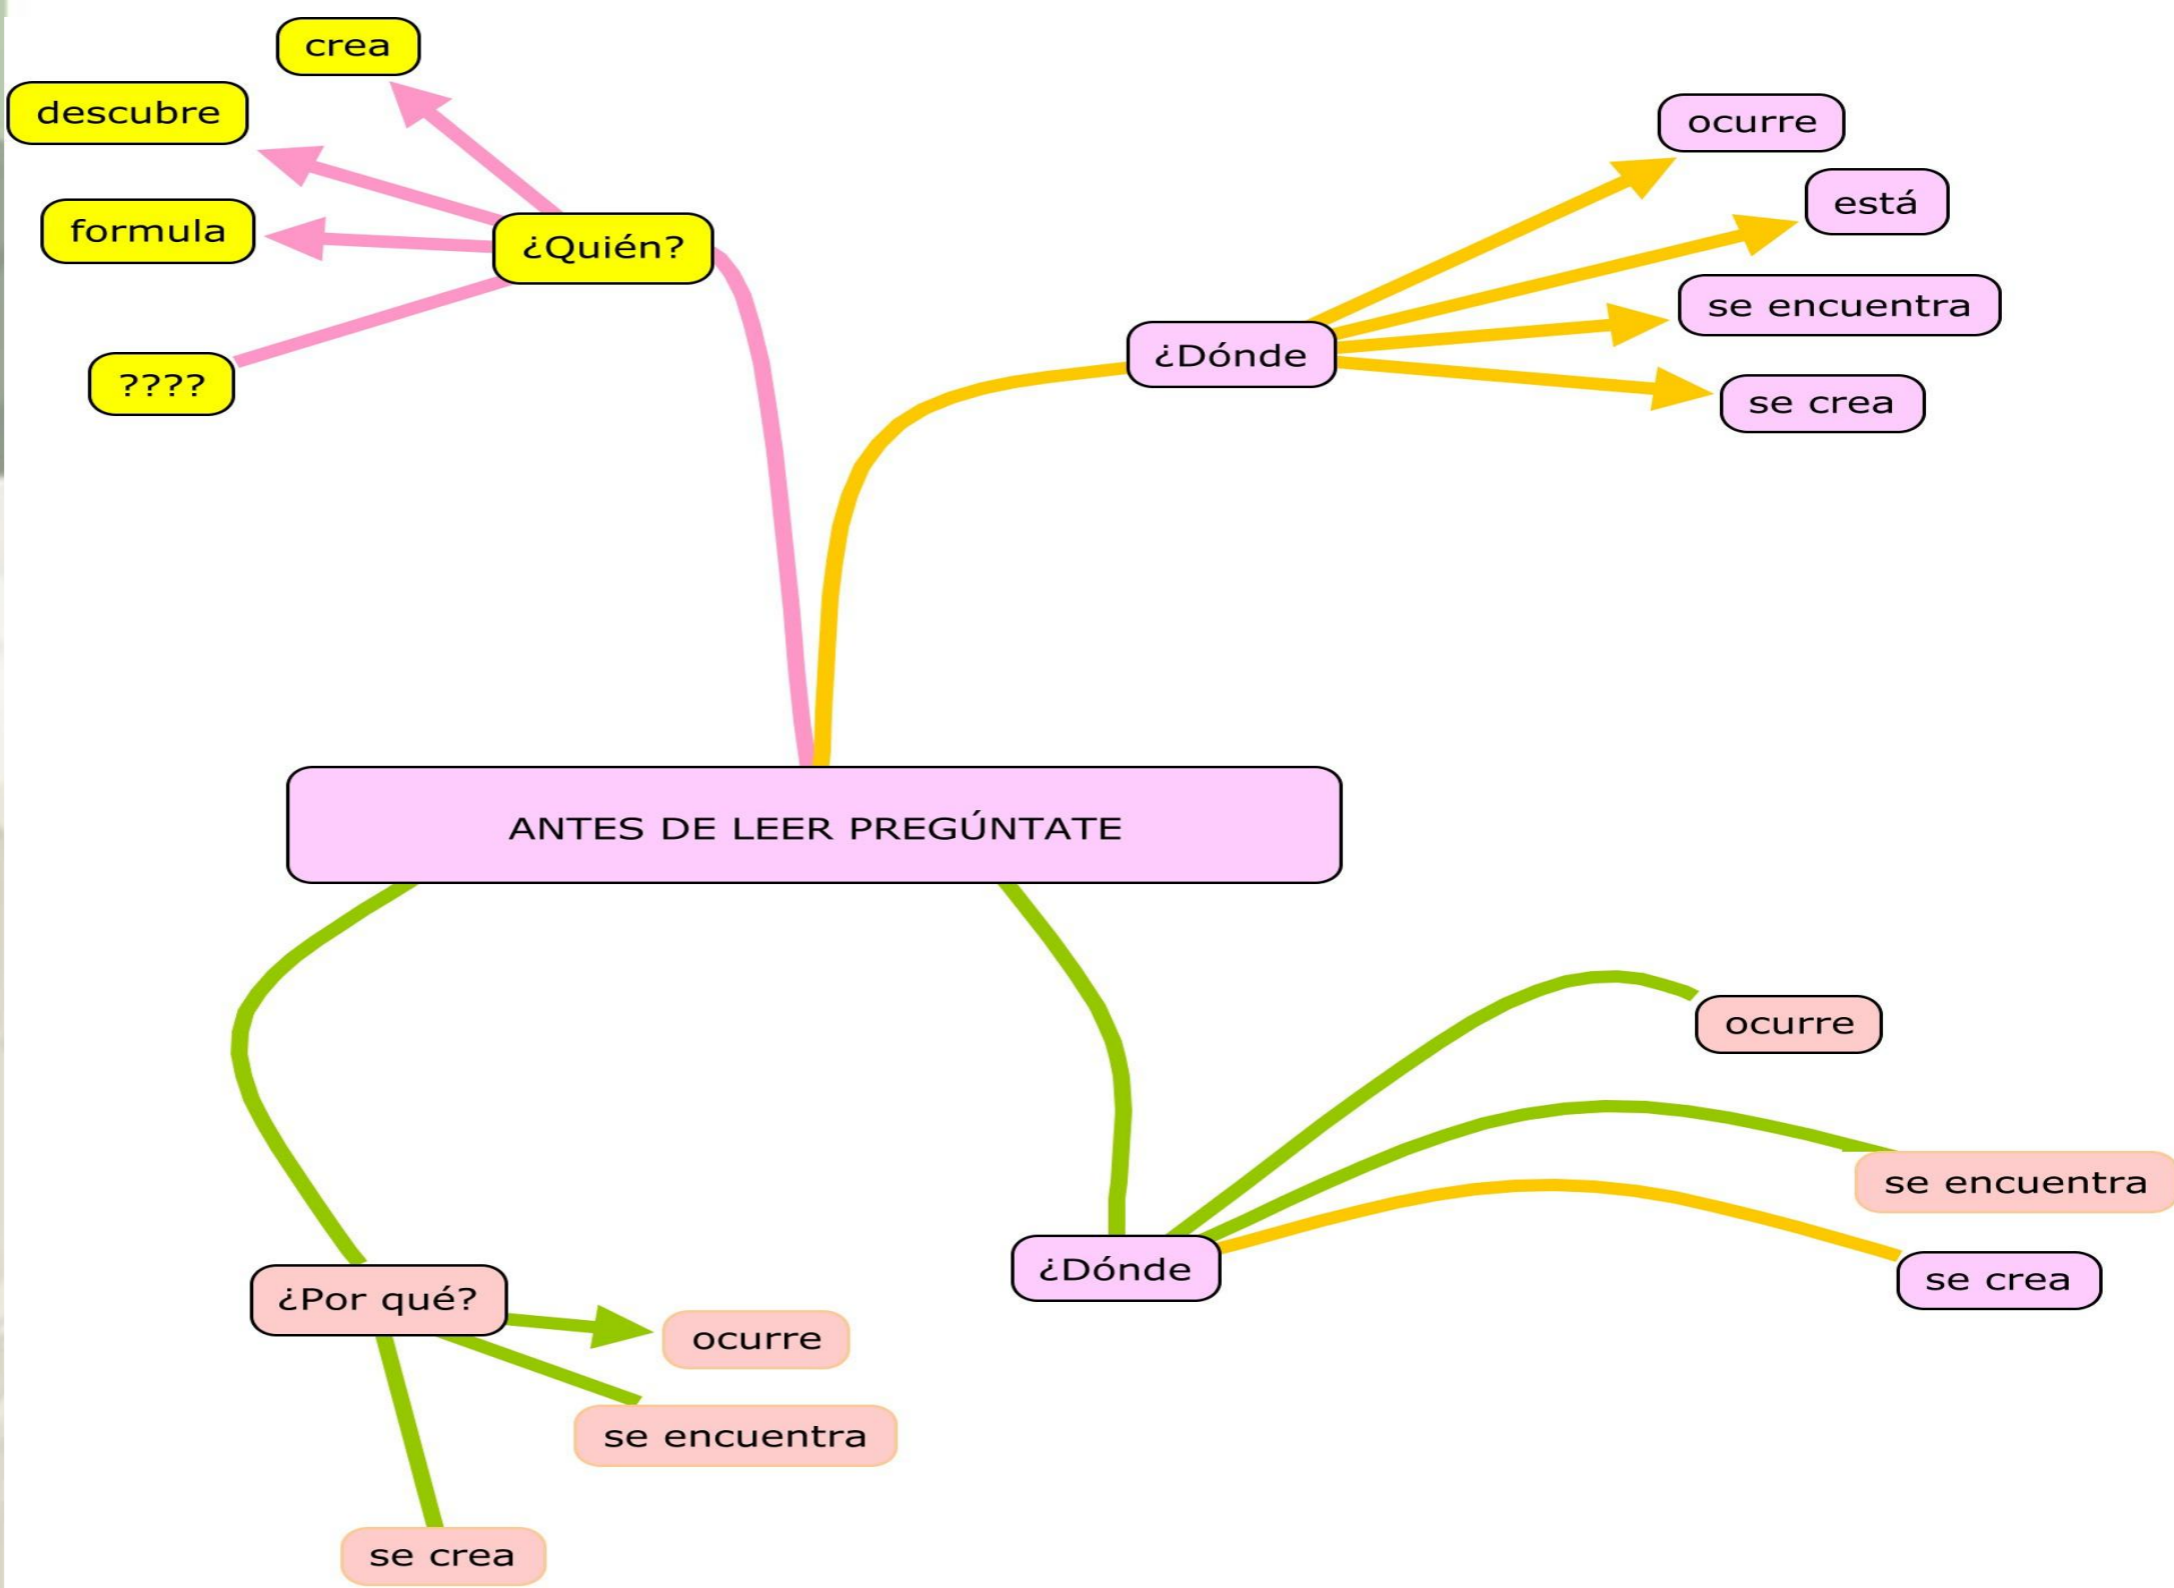 crea
descubre
formula
¿Quién?
????
ocurre
está
se encuentra
¿Dónde
se crea
ANTES DE LEER PREGÚNTATE
ocurre
se encuentra
¿Dónde
se crea
¿Por qué?
ocurre
se encuentra
se crea